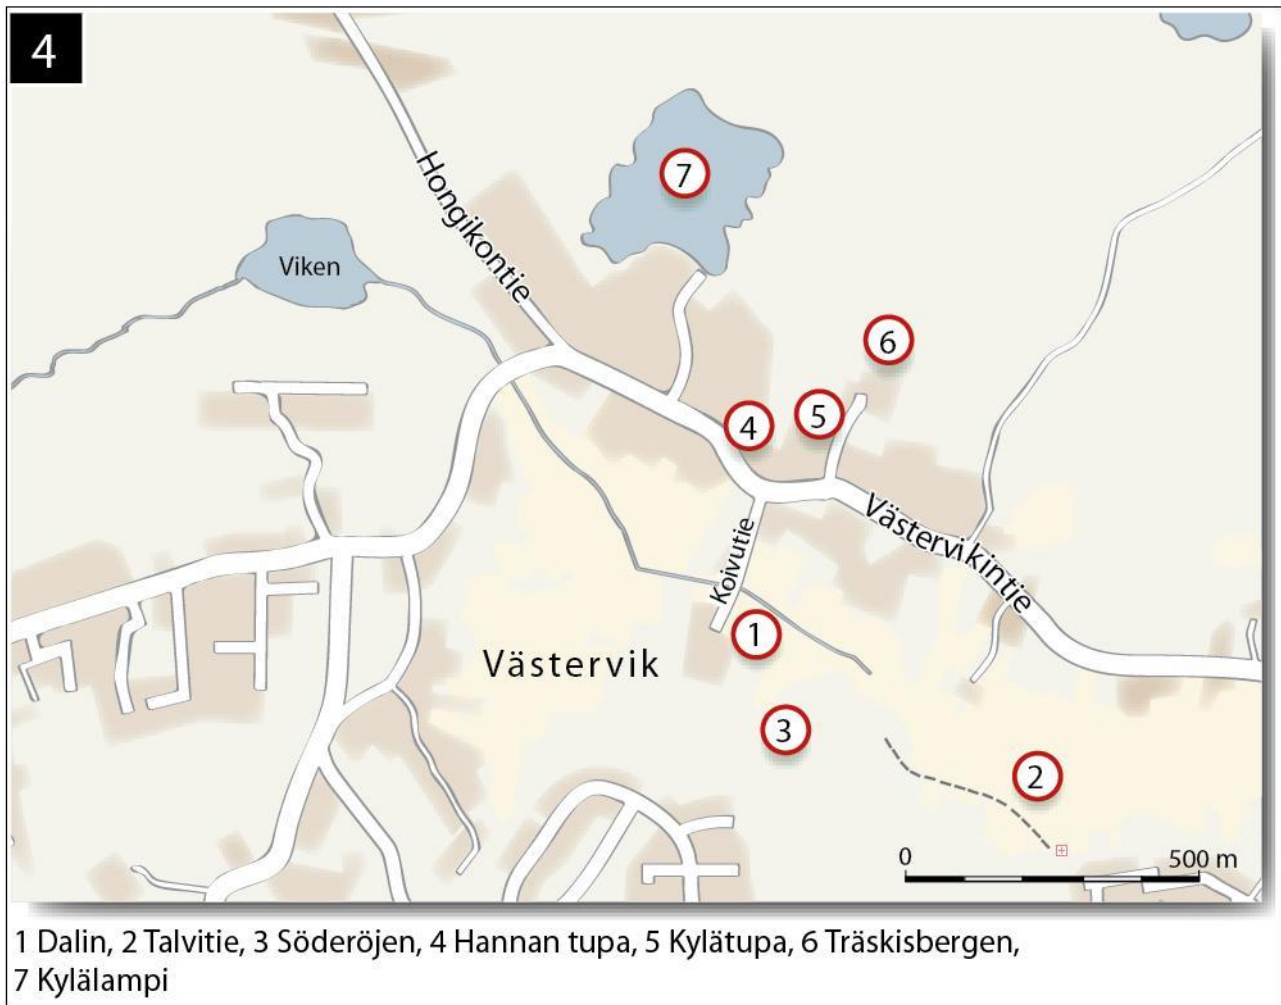 4
7
Hongikontie
Viken
6
5
4
Västervikintie
Koivutie
1
Västervik
3
2
0 500 m
1 Dalin, 2 Talvitie, 3 Söderöjen, 4 Hannan tupa, 5 Kylätupa, 6 Träskisbergen,
7 Kylälampi